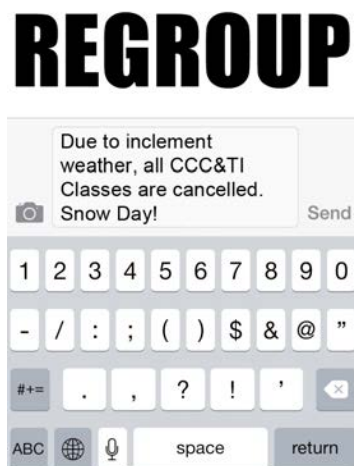 REGROUP
Due to inclement
weather, all CCC&TI
Classes are cancelled.
Snow Day!
Send
1 2 3 4 5 6 7 8 9 0
- / : ; ( ) $ & @ ”
#+= . , ? ! ’
ABC space return